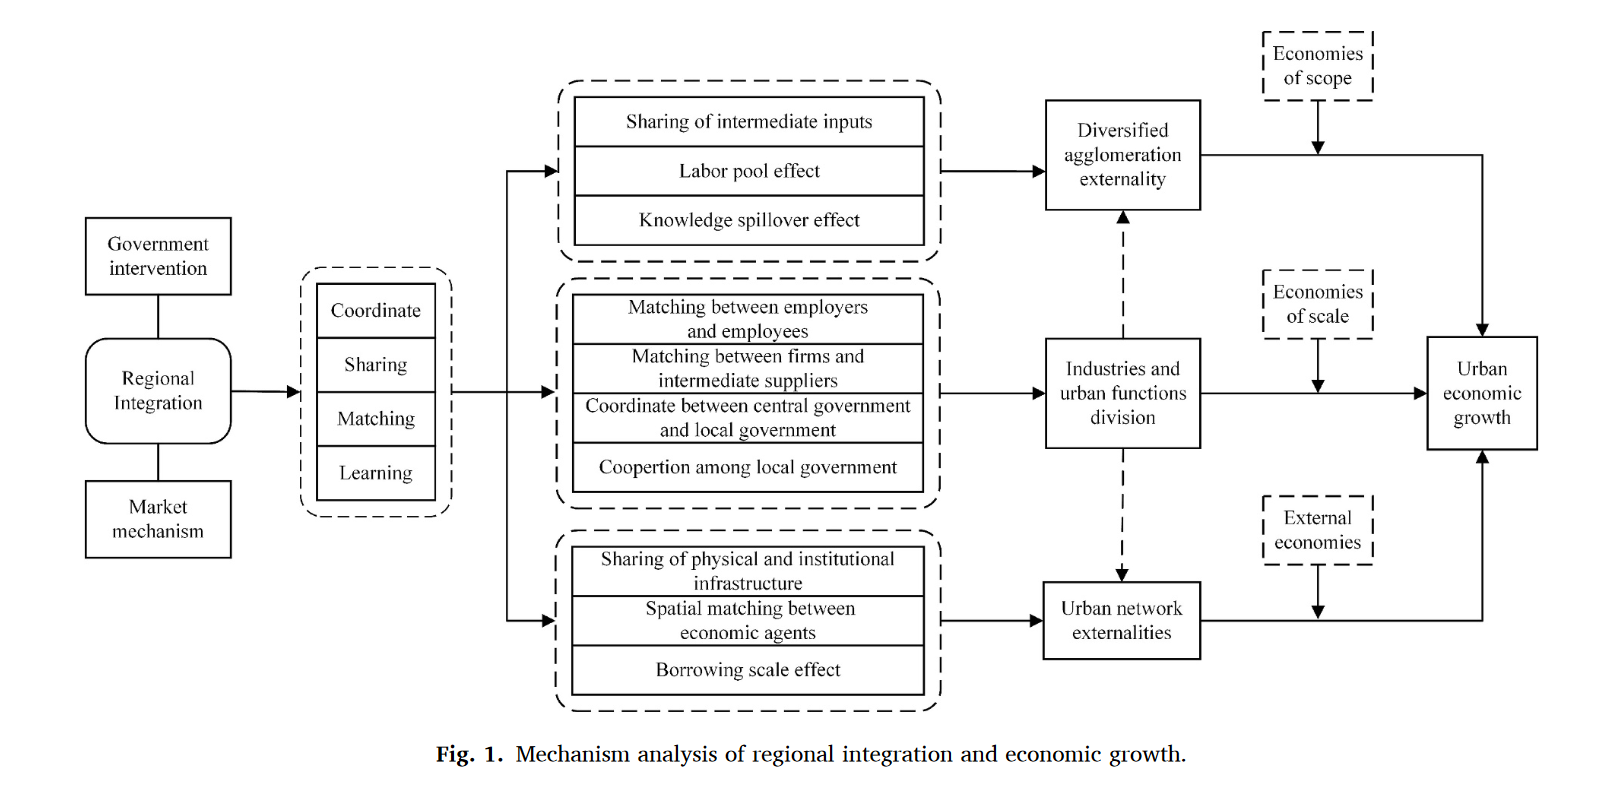 Government
intervention
Regional
Integration
Market
mechanism
Coordinate
Sharing
Matching
Learning
Sharing of intermediate inputs
Labor pool effect
Knowledge spillover effect
Matching between employers
and employees
Matching between firms and
intermediate suppliers
Coordinate between central government
and local government
Coopertion among local government
Sharing of physical and institutional
infrastructure
Spatial matching between
economic agents
Borrowing scale effect
Diversified
agglomeration
externality
Industries and
urban functions
division
Urban network
externalities
Economies
of scope
Economies
of scale
External
economies
Urban
economic
growth
Fig. 1. Mechanism analysis of regional integration and economic growth.